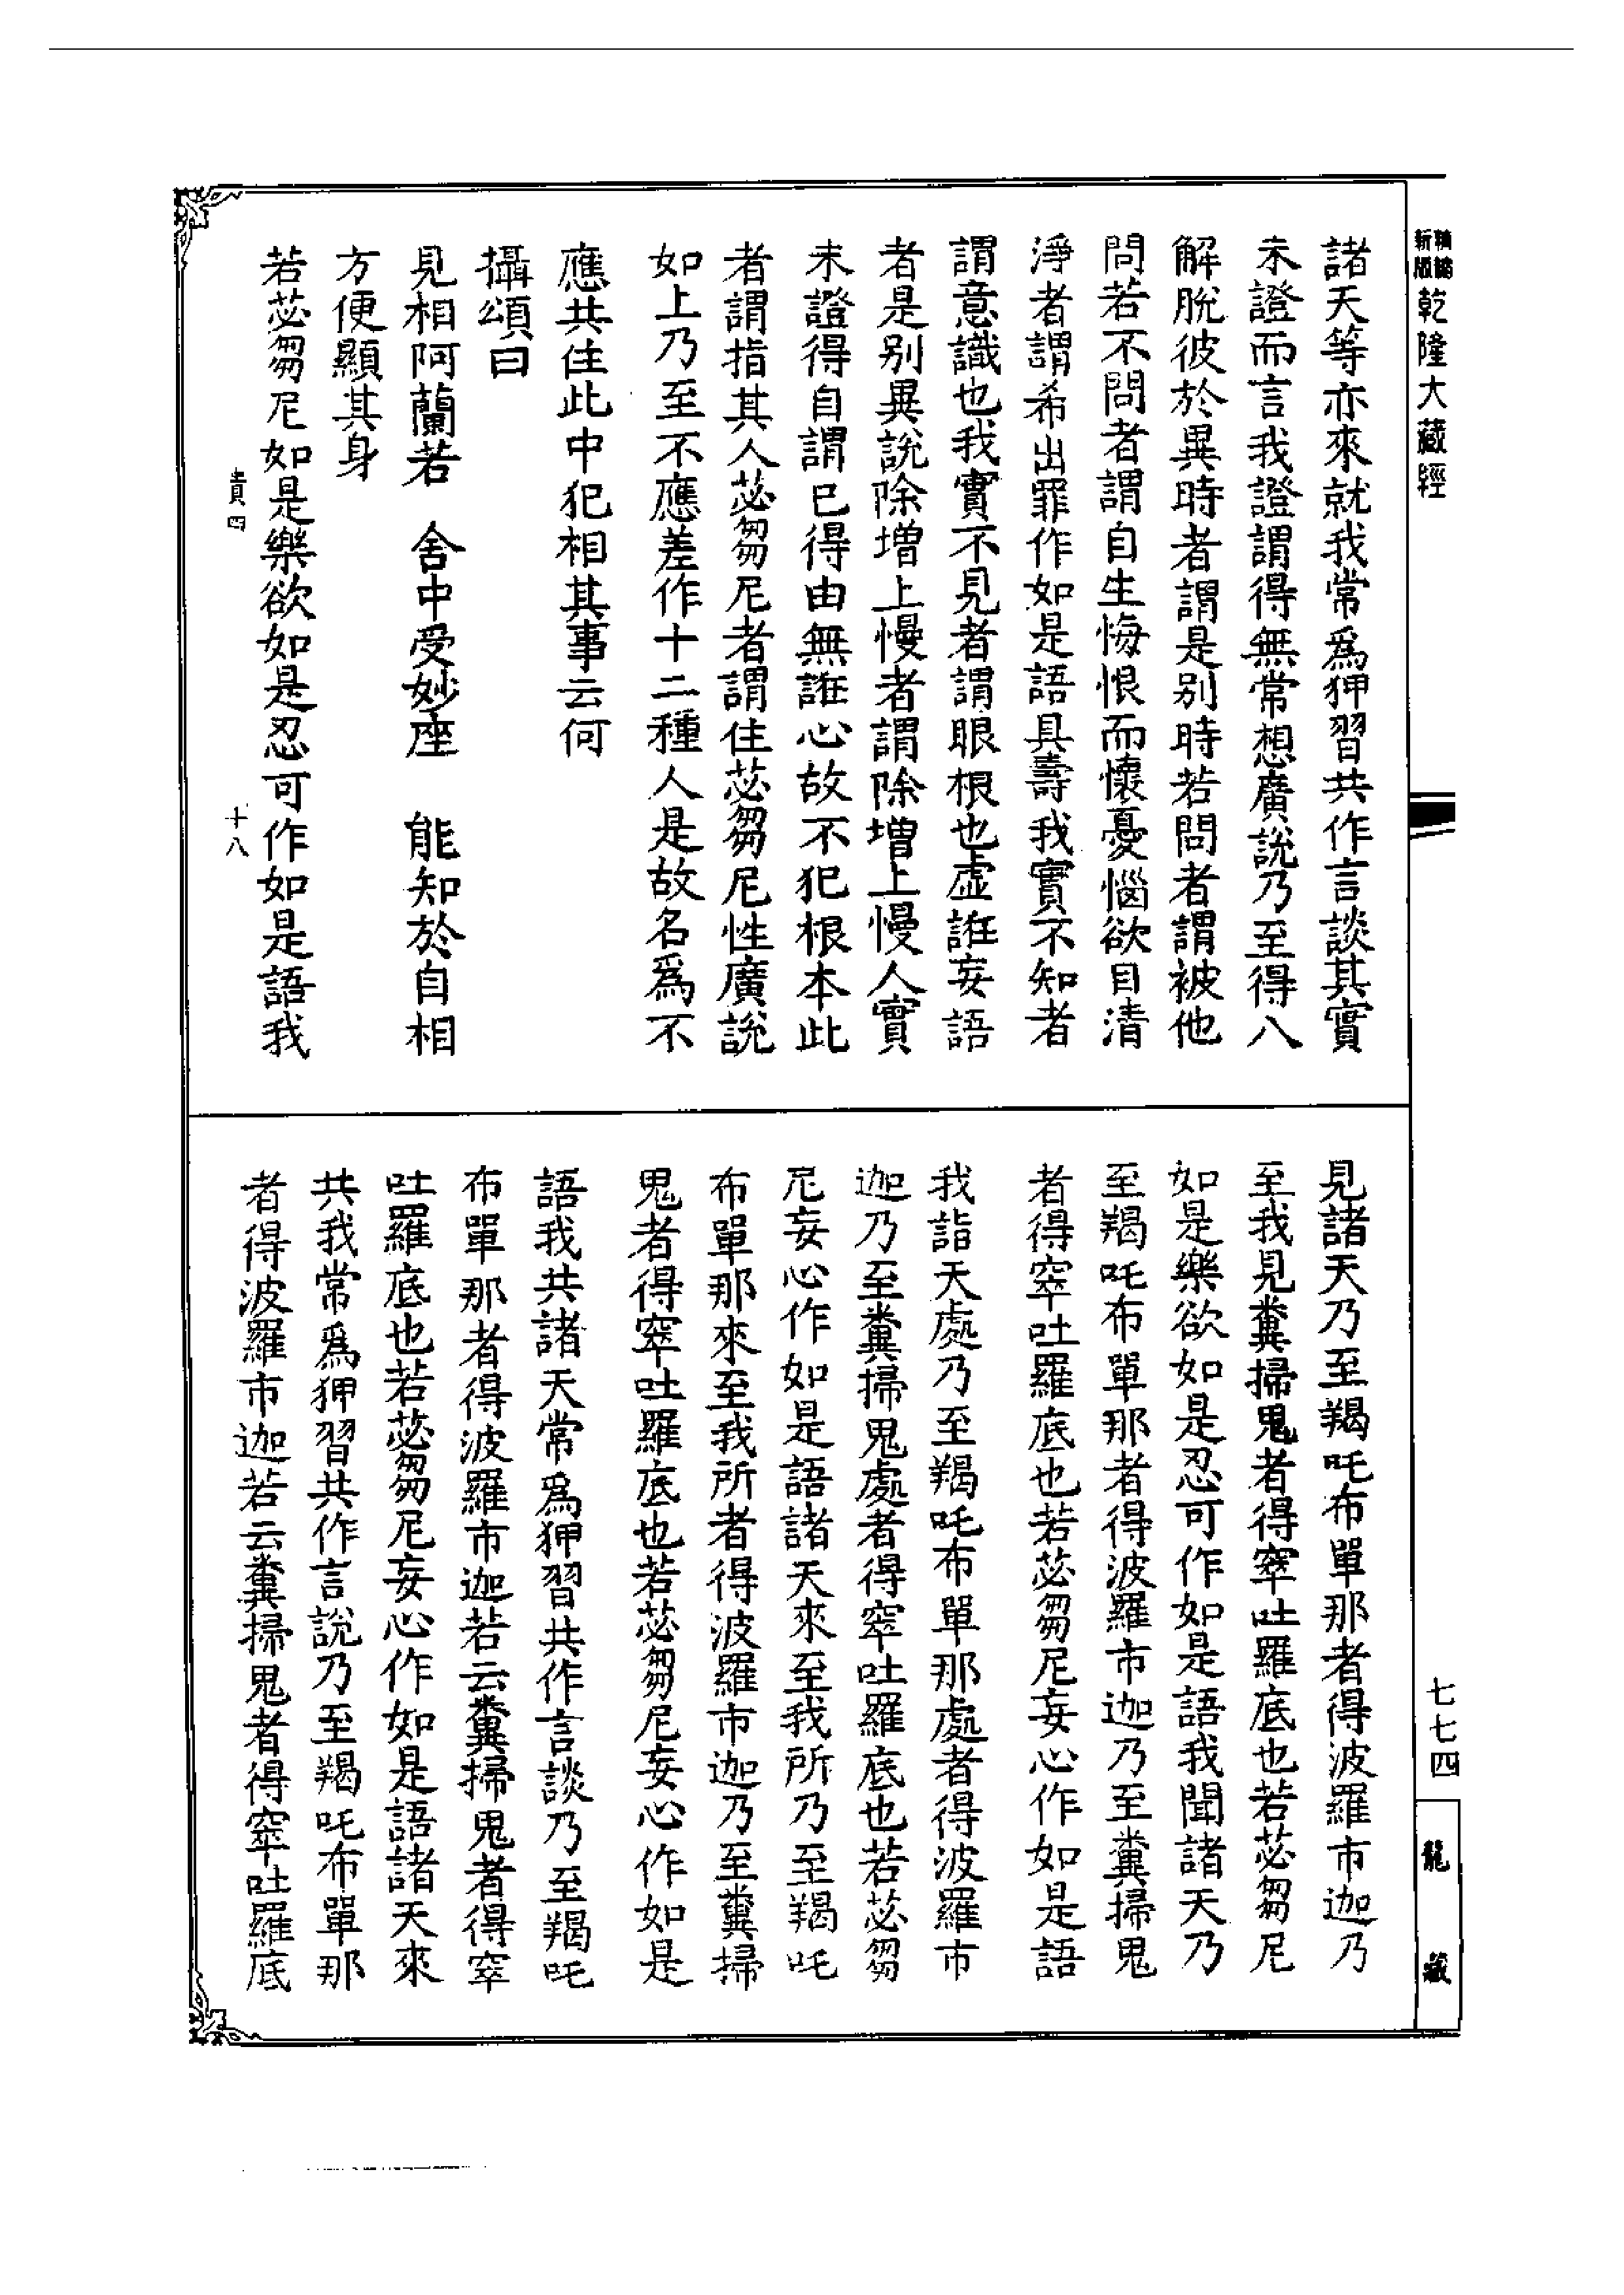 新版精縮乾隆大藏經
諸天等亦來就我常爲狎習共作言談其實
未證而言我證謂得無常想廣說乃至得八
解脫彼於異時者謂是别時若問者謂被他
問若不問者謂自生悔恨而懷憂惱欲自清
淨者謂希出罪作如是語具壽我實不知者
謂意識也我實不見者謂眼根也虛誑妄語
者是别異說除增上慢者謂除增上慢人實
未證得自謂已得由無誑心故不犯根本此
者謂指其人苾芻尼者謂住苾芻尼性廣說
如上乃至不應差作十二種人是故名爲不
應共住此中犯相其事云何
攝頌曰
見相阿蘭若 舍中受妙座 能知於自相
方便顯其身
若苾芻尼如是樂欲如是忍可作如是語我
貴四 十八
見諸天乃至羯吒布單那者得波羅市迦乃
至我見糞掃鬼者得窣吐羅底也若苾芻尼
如是樂欲如是忍可作如是語我聞諸天乃
至羯吒布單那者得波羅市迦乃至糞掃鬼
者得窣吐羅底也若苾芻尼妄心作如是語
我詣天處乃至羯吒布單那處者得波羅市
迦乃至糞掃鬼處者得窣吐羅底也若苾芻
尼妄心作如是語諸天來至我所乃至羯吒
布單那來至我所者得波羅市迦乃至糞掃
鬼者得窣吐羅底也若苾芻尼妄心作如是
語我共諸天常爲狎習共作言談乃至羯吒
布單那者得波羅市迦若云糞掃鬼者得窣
吐羅底也若苾芻尼妄心作如是語諸天來
共我常爲狎習共作言說乃至羯吒布單那
者得波羅市迦若云糞掃鬼者得窣吐羅底
七七四
龍藏